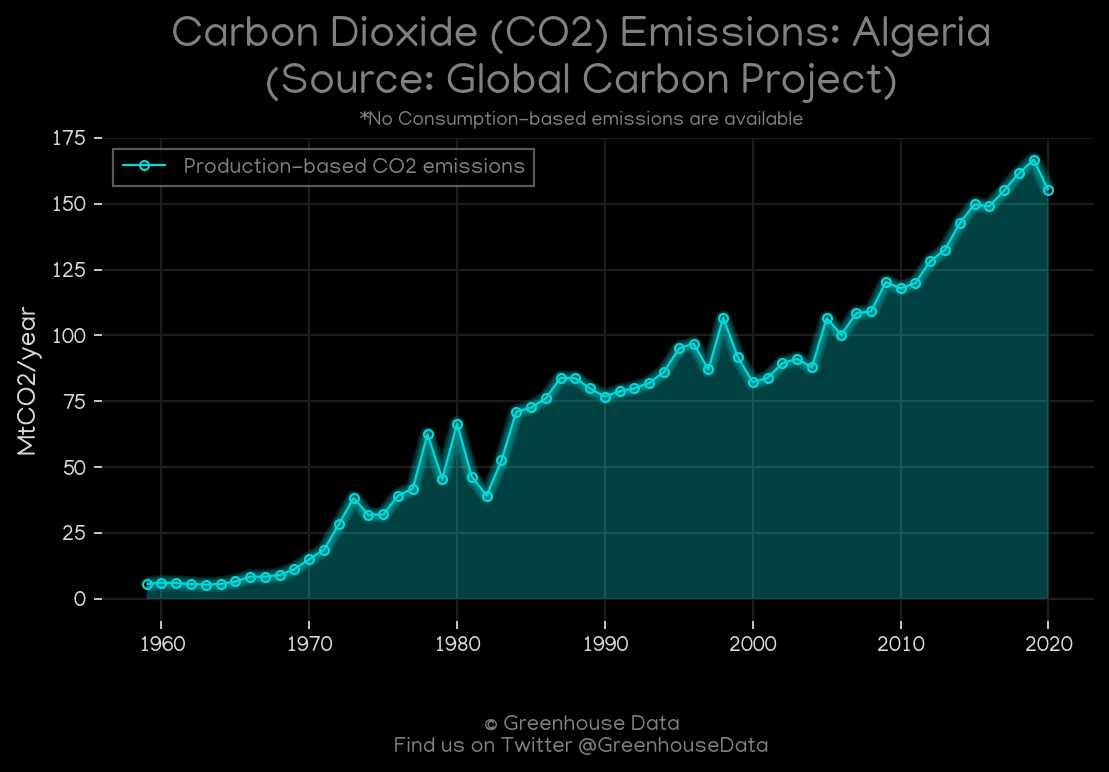 Carbon Dioxide (CO2) Emissions: Algeria
(Source: Global Carbon Project)
*No Consumption-based emissions are available
Production-based CO2 emissions
175
150
125
100
75
50
25
0
MtCO2/year
1960 1970 1980 1990 2000 2010 2020
© Greenhouse Data
Find us on Twitter @GreenhouseData